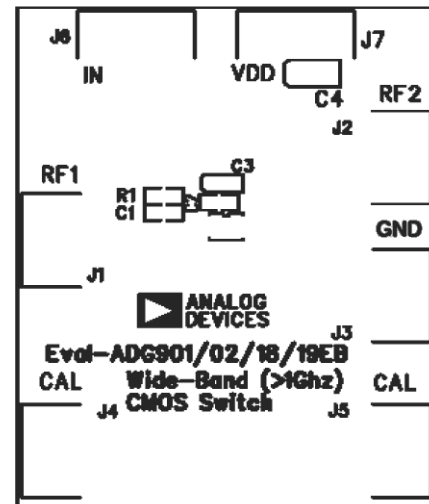 J6
J7
IN
VDD
C4
RF2
J2
RF1
C3
R1
C1
GND
J1
ANALOG
DEVICES
J3
Eval-ADG901/02/18/19EB
CAL
Wide-Band (>1Ghz)
CAL
J4
CMOS Switch
J5